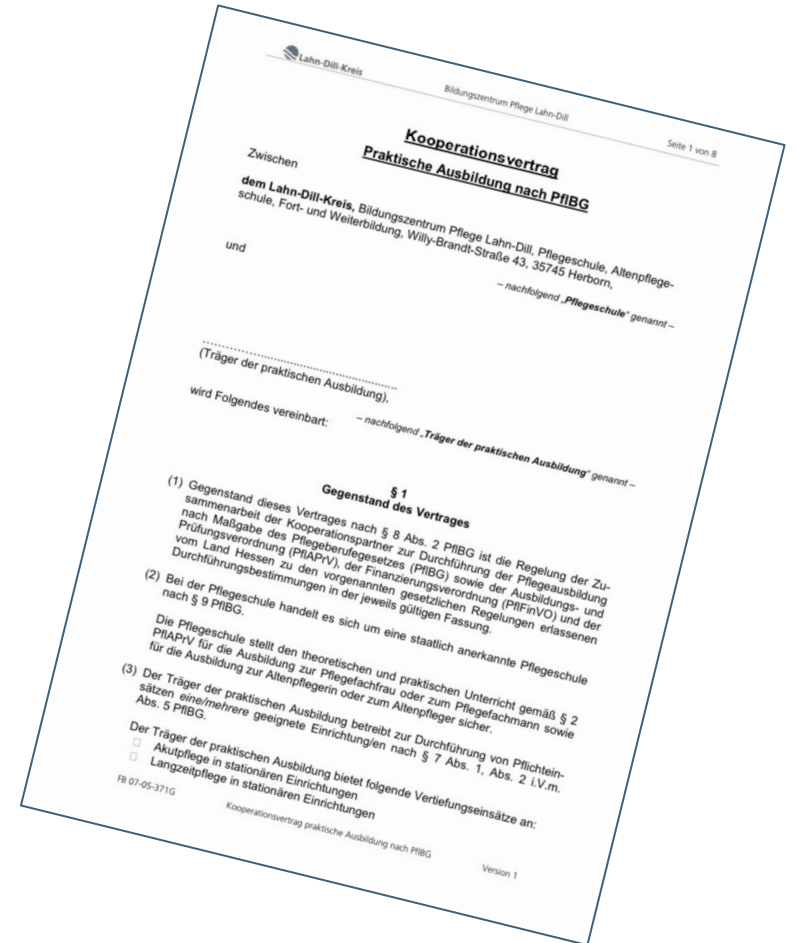 Lahn-Dill-Kreis
Bildungszentrum Pflege Lahn-Dill
Seite 1 von 8
Kooperationsvertrag
Praktische Ausbildung nach PflBG
Zwischen
dem Lahn-Dill-Kreis, Bildungszentrum Pflege Lahn-Dill, Pflegeschule, Altenpflege-
schule, Fort- und Weiterbildung, Willy-Brandt-Straße 43, 35745 Herborn,
– nachfolgend „Pflegeschule“ genannt –
und
......................................................
(Träger der praktischen Ausbildung),
– nachfolgend „Träger der praktischen Ausbildung“ genannt –
wird Folgendes vereinbart:
§ 1
Gegenstand des Vertrages
(1) Gegenstand dieses Vertrages nach § 8 Abs. 2 PflBG ist die Regelung der Zu-
sammenarbeit der Kooperationspartner zur Durchführung der Pflegeausbildung
nach Maßgabe des Pflegeberufegesetzes (PflBG) sowie der Ausbildungs- und
Prüfungsverordnung (PflAPrV), der Finanzierungsverordnung (PflFinVO) und der
vom Land Hessen zu den vorgenannten gesetzlichen Regelungen erlassenen
Durchführungsbestimmungen in der jeweils gültigen Fassung.
(2) Bei der Pflegeschule handelt es sich um eine staatlich anerkannte Pflegeschule
nach § 9 PflBG.
Die Pflegeschule stellt den theoretischen und praktischen Unterricht gemäß § 2
PflAPrV für die Ausbildung zur Pflegefachfrau oder zum Pflegefachmann sowie
für die Ausbildung zur Altenpflegerin oder zum Altenpfleger sicher.
(3) Der Träger der praktischen Ausbildung betreibt zur Durchführung von Pflichtein-
sätzen eine/mehrere geeignete Einrichtung/en nach § 7 Abs. 1, Abs. 2 i.V.m.
Abs. 5 PflBG.
Der Träger der praktischen Ausbildung bietet folgende Vertiefungseinsätze an:
□ Akutpflege in stationären Einrichtungen
□ Langzeitpflege in stationären Einrichtungen
FB 07-05-371G
Kooperationsvertrag praktische Ausbildung nach PflBG
Version 1